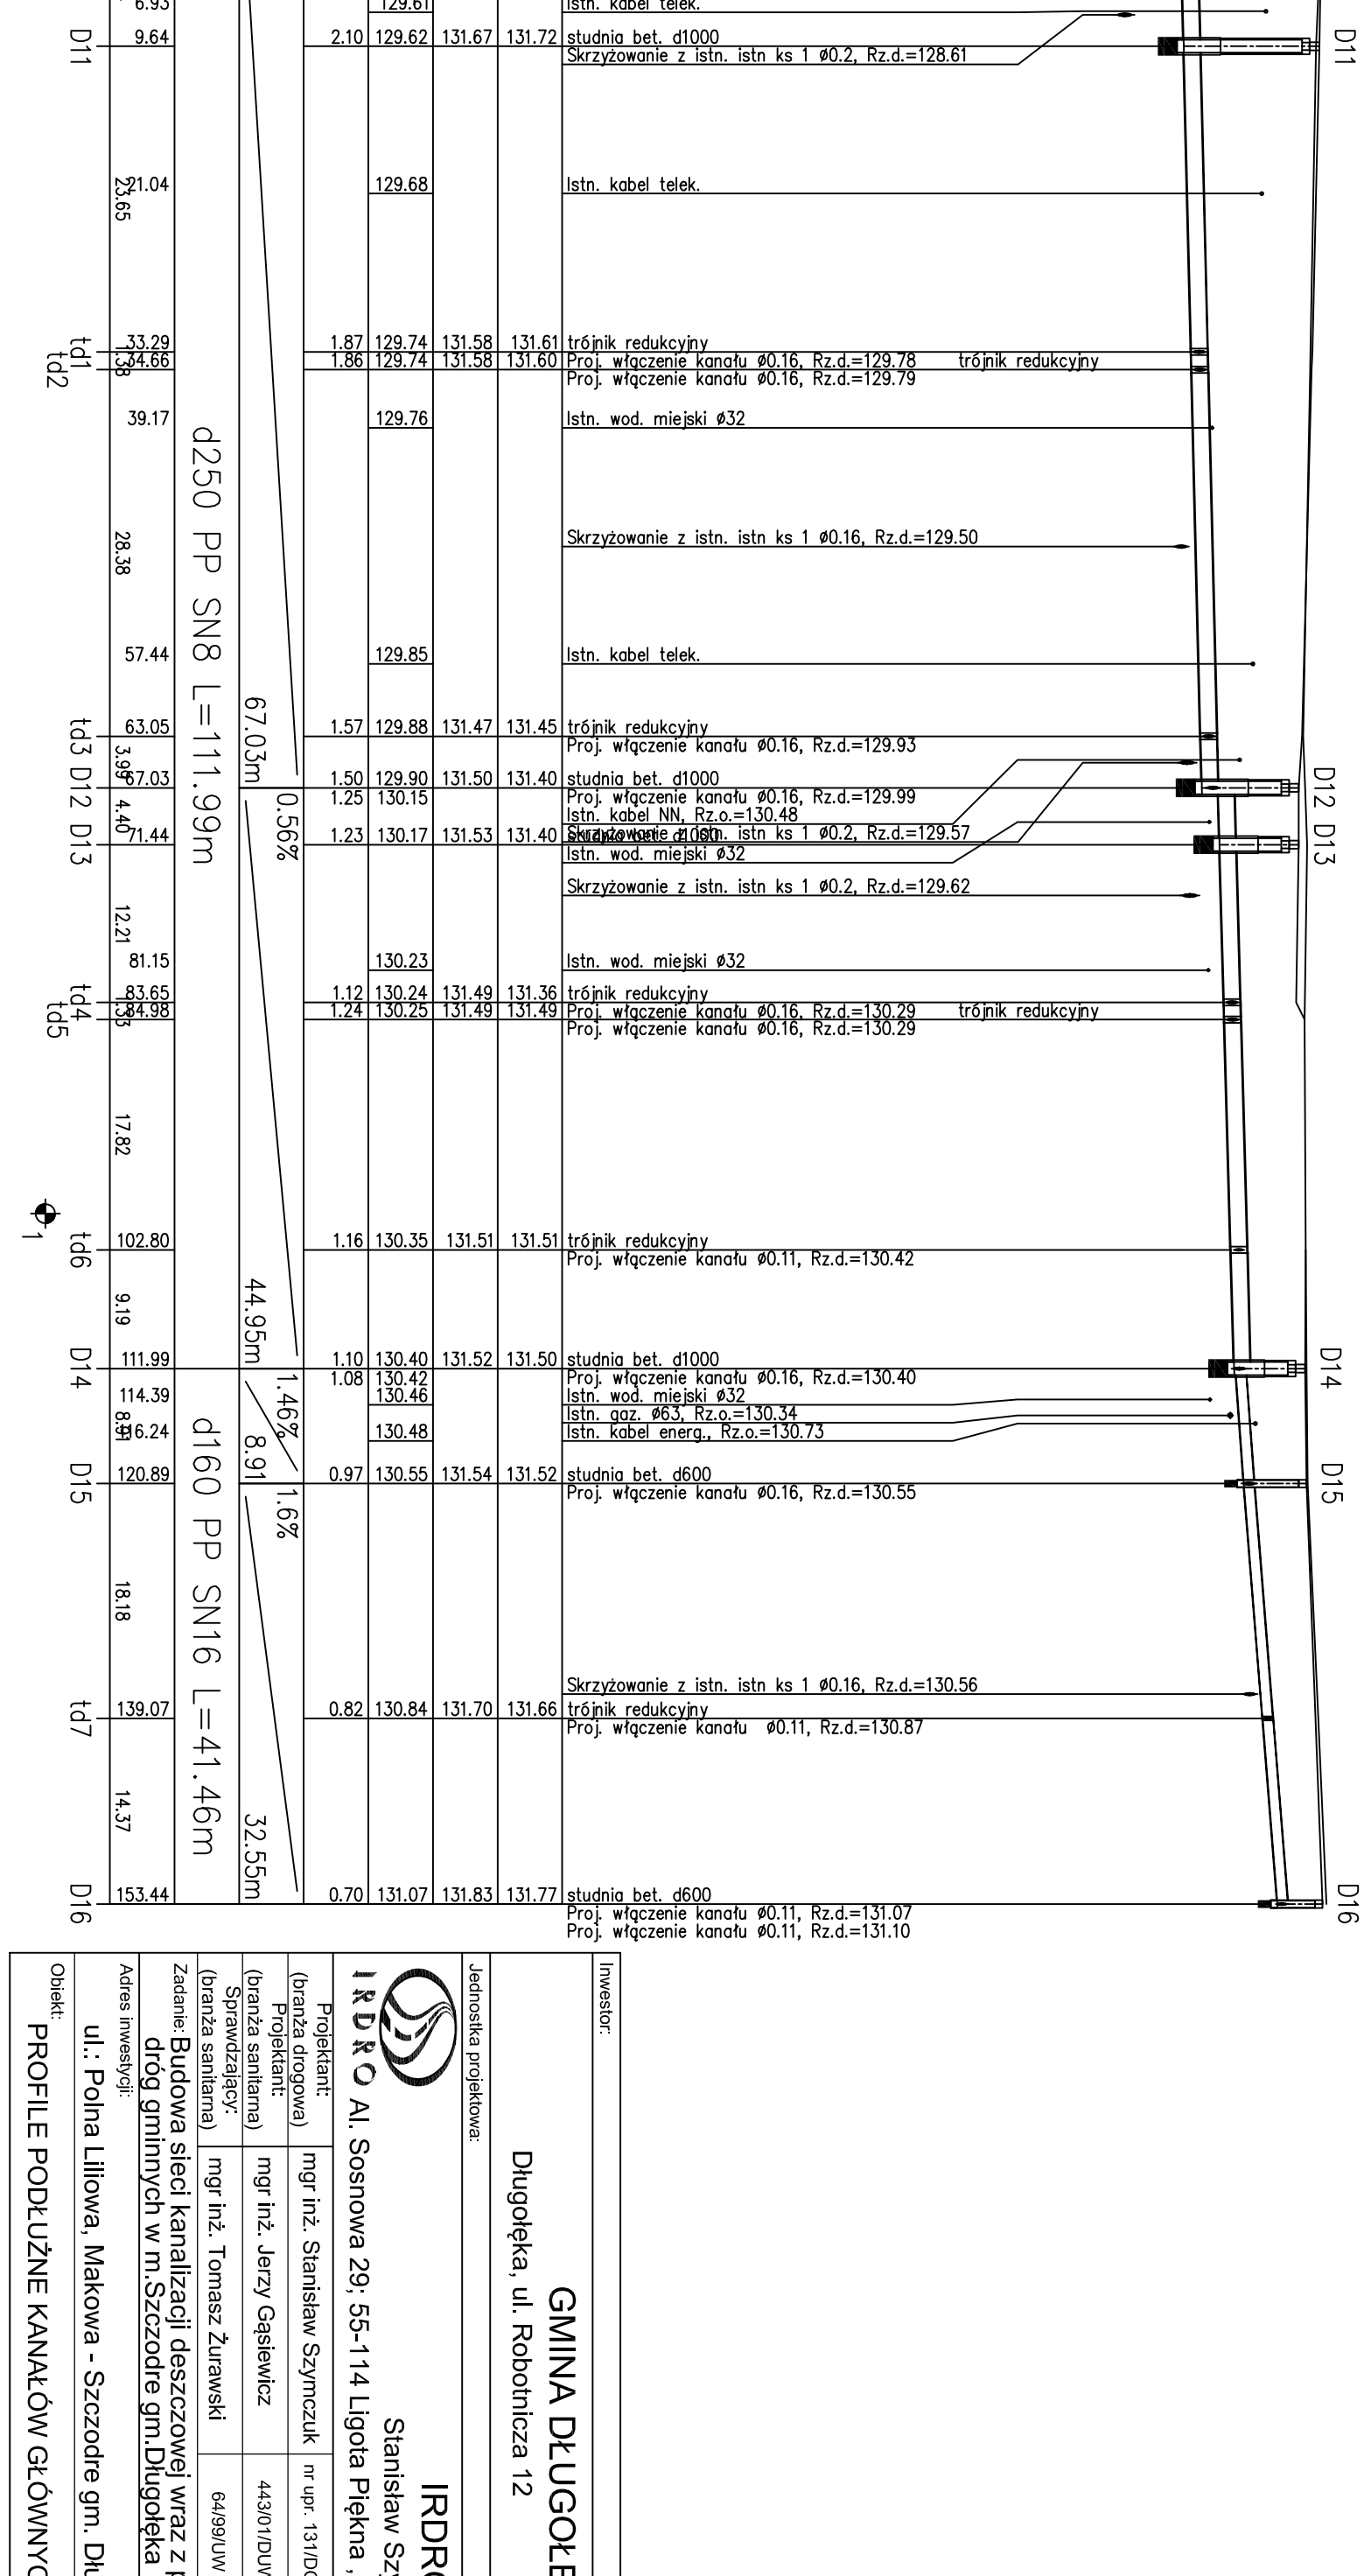 6.93
129.61
Istn. kabel telek.
D11
9.64
2.10 129.62 131.67 131.72 studnia bet. d1000
D11
Skrzyżowanie z istn. istn ks 1 ø0.2, Rz.d.=128.61
21.04
23.65
129.68
Istn. kabel telek.
td1
33.29
1.87 129.74 131.58 131.61 trójnik redukcyjny
td2
34.66
1.38
1.86 129.74 131.58 131.60 Proj. włączenie kanału ø0.16, Rz.d.=129.78 trójnik redukcyjny
Proj. włączenie kanału ø0.16, Rz.d.=129.79
39.17
129.76
Istn. wod. miejski ø32
d250 PP SN8 L=111.99m
28.38
Skrzyżowanie z istn. istn ks 1 ø0.16, Rz.d.=129.50
57.44
129.85
Istn. kabel telek.
67.03m
td3
63.05
1.57 129.88 131.47 131.45 trójnik redukcyjny
Proj. włączenie kanału ø0.16, Rz.d.=129.93
3.99
D12
67.03
1.50 129.90 131.50 131.40 studnia bet. d1000
D12
1.25 130.15
Proj. włączenie kanału ø0.16, Rz.d.=129.99
0.56%
4.40
Istn. kabel NN, Rz.o.=130.48
D13
71.44
1.23 130.17 131.53 131.40 studnia bet. d1000
D13
Skrzyżowanie z istn. istn ks 1 ø0.2, Rz.d.=129.57
Istn. wod. miejski ø32
Skrzyżowanie z istn. istn ks 1 ø0.2, Rz.d.=129.62
12.21
81.15
130.23
Istn. wod. miejski ø32
td4
83.65
1.12 130.24 131.49 131.36 trójnik redukcyjny
td5
84.98
1.33
1.24 130.25 131.49 131.49 Proj. włączenie kanału ø0.16, Rz.d.=130.29 trójnik redukcyjny
Proj. włączenie kanału ø0.16, Rz.d.=130.29
17.82
1
td6
102.80
1.16 130.35 131.51 131.51 trójnik redukcyjny
Proj. włączenie kanału ø0.11, Rz.d.=130.42
9.19
44.95m
D14
111.99
1.10 130.40 131.52 131.50 studnia bet. d1000
D14
1.08 130.42
Proj. włączenie kanału ø0.16, Rz.d.=130.40
1.46%
114.39
130.46
Istn. wod. miejski ø32
Istn. gaz. ø63, Rz.o.=130.34
8.91
116.24
130.48
Istn. kabel energ., Rz.o.=130.73
8.91
D15
120.89
0.97 130.55 131.54 131.52 studnia bet. d600
D15
Proj. włączenie kanału ø0.16, Rz.d.=130.55
1.6%
d160 PP SN16 L=41.46m
18.18
Skrzyżowanie z istn. istn ks 1 ø0.16, Rz.d.=130.56
td7
139.07
0.82 130.84 131.70 131.66 trójnik redukcyjny
Proj. włączenie kanału ø0.11, Rz.d.=130.87
14.37
32.55m
D16
153.44
0.70 131.07 131.83 131.77 studnia bet. d600
D16
Proj. włączenie kanału ø0.11, Rz.d.=131.07
Proj. włączenie kanału ø0.11, Rz.d.=131.10
Inwestor:
GMINA DŁUGOŁĘ
Długołęka, ul. Robotnicza 12
Jednostka projektowa:
IRDRO
Stanisław Szy
IRDRO Al. Sosnowa 29; 55-114 Ligota Piękna ,
Projektant:
(branża drogowa)
mgr inż. Stanisław Szymczuk
nr upr. 131/DO
Projektant:
(branża sanitarna)
mgr inż. Jerzy Gąsiewicz
443/01/DUW
Sprawdzający:
(branża sanitarna)
mgr inż. Tomasz Żurawski
64/99/UW
Zadanie: Budowa sieci kanalizacji deszczowej wraz z p
dróg gminnych w m.Szczodre gm.Długołęka
Adres inwestycji:
ul.: Polna Liliowa, Makowa - Szczodre gm. Dłu
Obiekt:
PROFILE PODŁUŻNE KANAŁÓW GŁÓWNYC